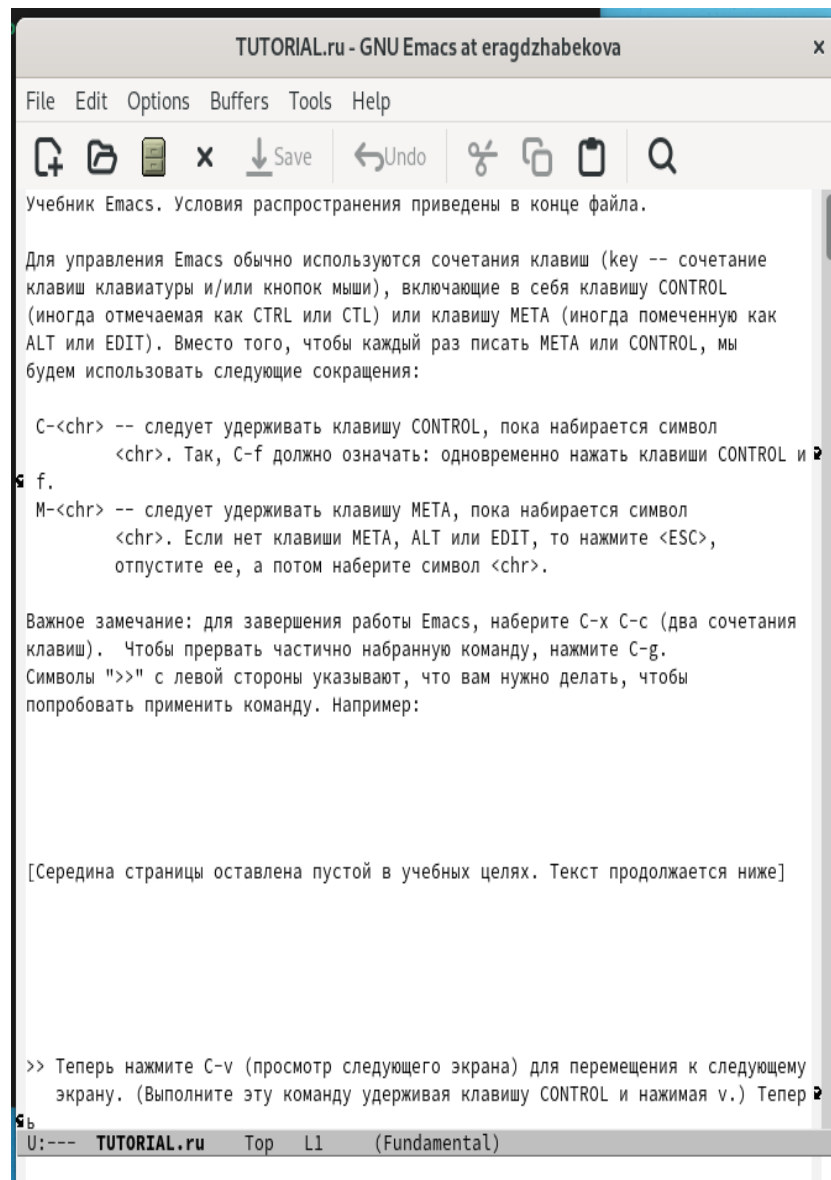 TUTORIAL.ru - GNU Emacs at eragdzhabekova
File Edit Options Buffers Tools Help
Save Undo
Учебник Emacs. Условия распространения приведены в конце файла.
Для управления Emacs обычно используются сочетания клавиш (key -- сочетание
клавиш клавиатуры и/или кнопок мыши), включающие в себя клавишу CONTROL
(иногда отмечаемая как CTRL или CTL) или клавишу META (иногда помеченную как
ALT или EDIT). Вместо того, чтобы каждый раз писать META или CONTROL, мы
будем использовать следующие сокращения:
C-<chr> -- следует удерживать клавишу CONTROL, пока набирается символ
<chr>. Так, C-f должно означать: одновременно нажать клавиши CONTROL и
f.
M-<chr> -- следует удерживать клавишу META, пока набирается символ
<chr>. Если нет клавиши META, ALT или EDIT, то нажмите <ESC>,
отпустите ее, а потом наберите символ <chr>.
Важное замечание: для завершения работы Emacs, наберите C-x C-c (два сочетания
клавиш).  Чтобы прервать частично набранную команду, нажмите C-g.
Символы ">>" с левой стороны указывают, что вам нужно делать, чтобы
попробовать применить команду. Например:
[Середина страницы оставлена пустой в учебных целях. Текст продолжается ниже]
>> Теперь нажмите C-v (просмотр следующего экрана) для перемещения к следующему
экрану. (Выполните эту команду удерживая клавишу CONTROL и нажимая v.) Тепер
ь
U:--- TUTORIAL.ru Top L1 (Fundamental)